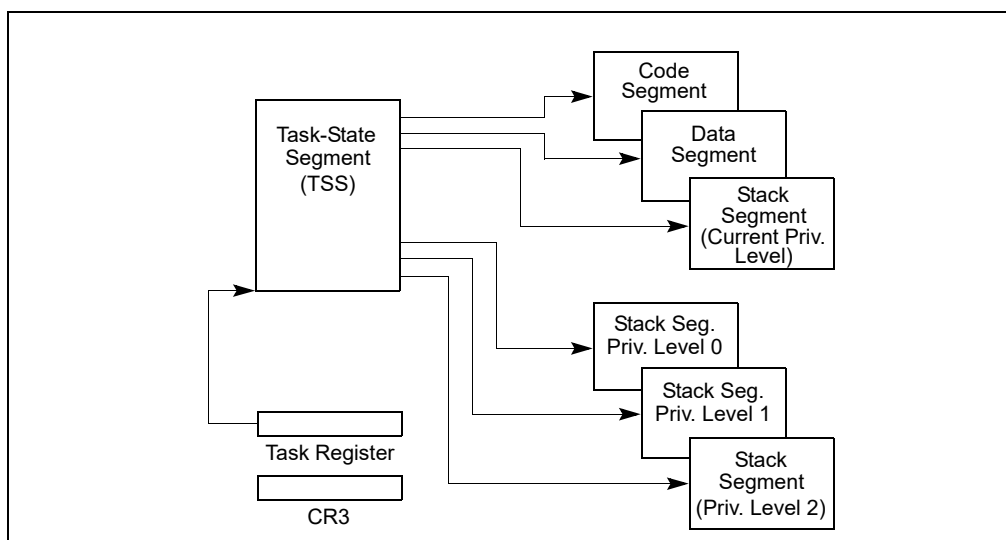 Code
Segment
Task-State
Segment
(TSS)
Data
Segment
Stack
Segment
(Current Priv.
Level)
Stack Seg.
Priv. Level 0
Stack Seg.
Priv. Level 1
Task Register
Stack
Segment
(Priv. Level 2)
CR3